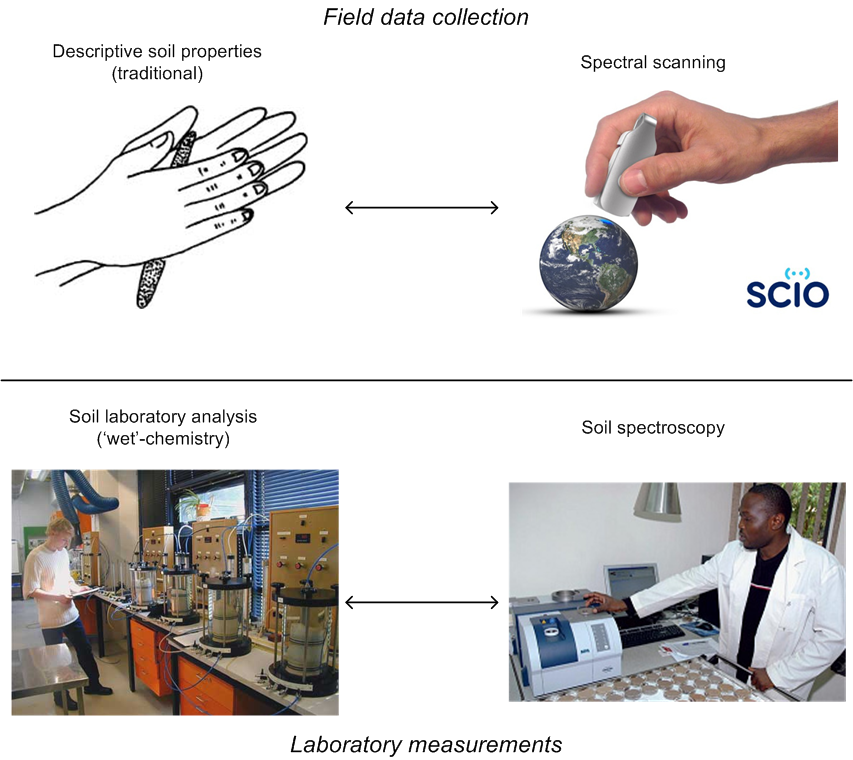 Field data collection
Descriptive soil properties
(traditional)
Spectral scanning
SCIO
Soil laboratory analysis
(‘wet’-chemistry)
Soil spectroscopy
Laboratory measurements